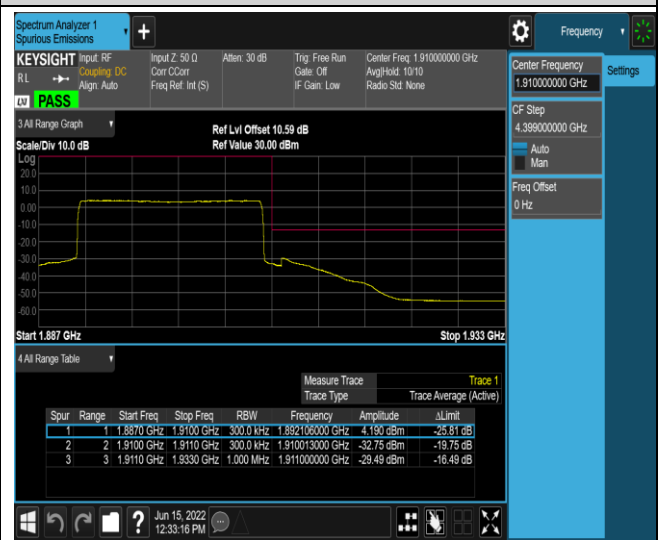 Spectrum Analyzer 1
Spurious Emissions
Frequency
KEYSIGHT
RL
Input: RF
Coupling: DC
Align: Auto
Input Z: 50 Ω
Corr CCorr
Freq Ref: Int (S)
Atten: 30 dB
Trig: Free Run
Gate: Off
IF Gain: Low
Center Freq: 1.910000000 GHz
Avg|Hold: 10/10
Radio Std: None
LXI PASS
3 All Range Graph
Scale/Div 10.0 dB
Ref Lvl Offset 10.59 dB
Ref Value 30.00 dBm
Log
20.0
10.0
0.00
-10.0
-20.0
-30.0
-40.0
-50.0
-60.0
Start 1.887 GHz Stop 1.933 GHz
4 All Range Table
Measure Trace Trace 1
Trace Type Trace Average (Active)
Spur Range Start Freq Stop Freq RBW Frequency Amplitude ΔLimit
1 1 1.8870 GHz 1.9100 GHz 300.0 kHz 1.892106000 GHz 4.190 dBm -25.81 dB
2 2 1.9100 GHz 1.9110 GHz 300.0 kHz 1.910013000 GHz -32.75 dBm -19.75 dB
3 3 1.9110 GHz 1.9330 GHz 1.000 MHz 1.911000000 GHz -29.49 dBm -16.49 dB
Center Frequency
1.910000000 GHz
Settings
CF Step
4.399000000 GHz
Auto
Man
Freq Offset
0 Hz
?
Jun 15, 2022
12:33:16 PM